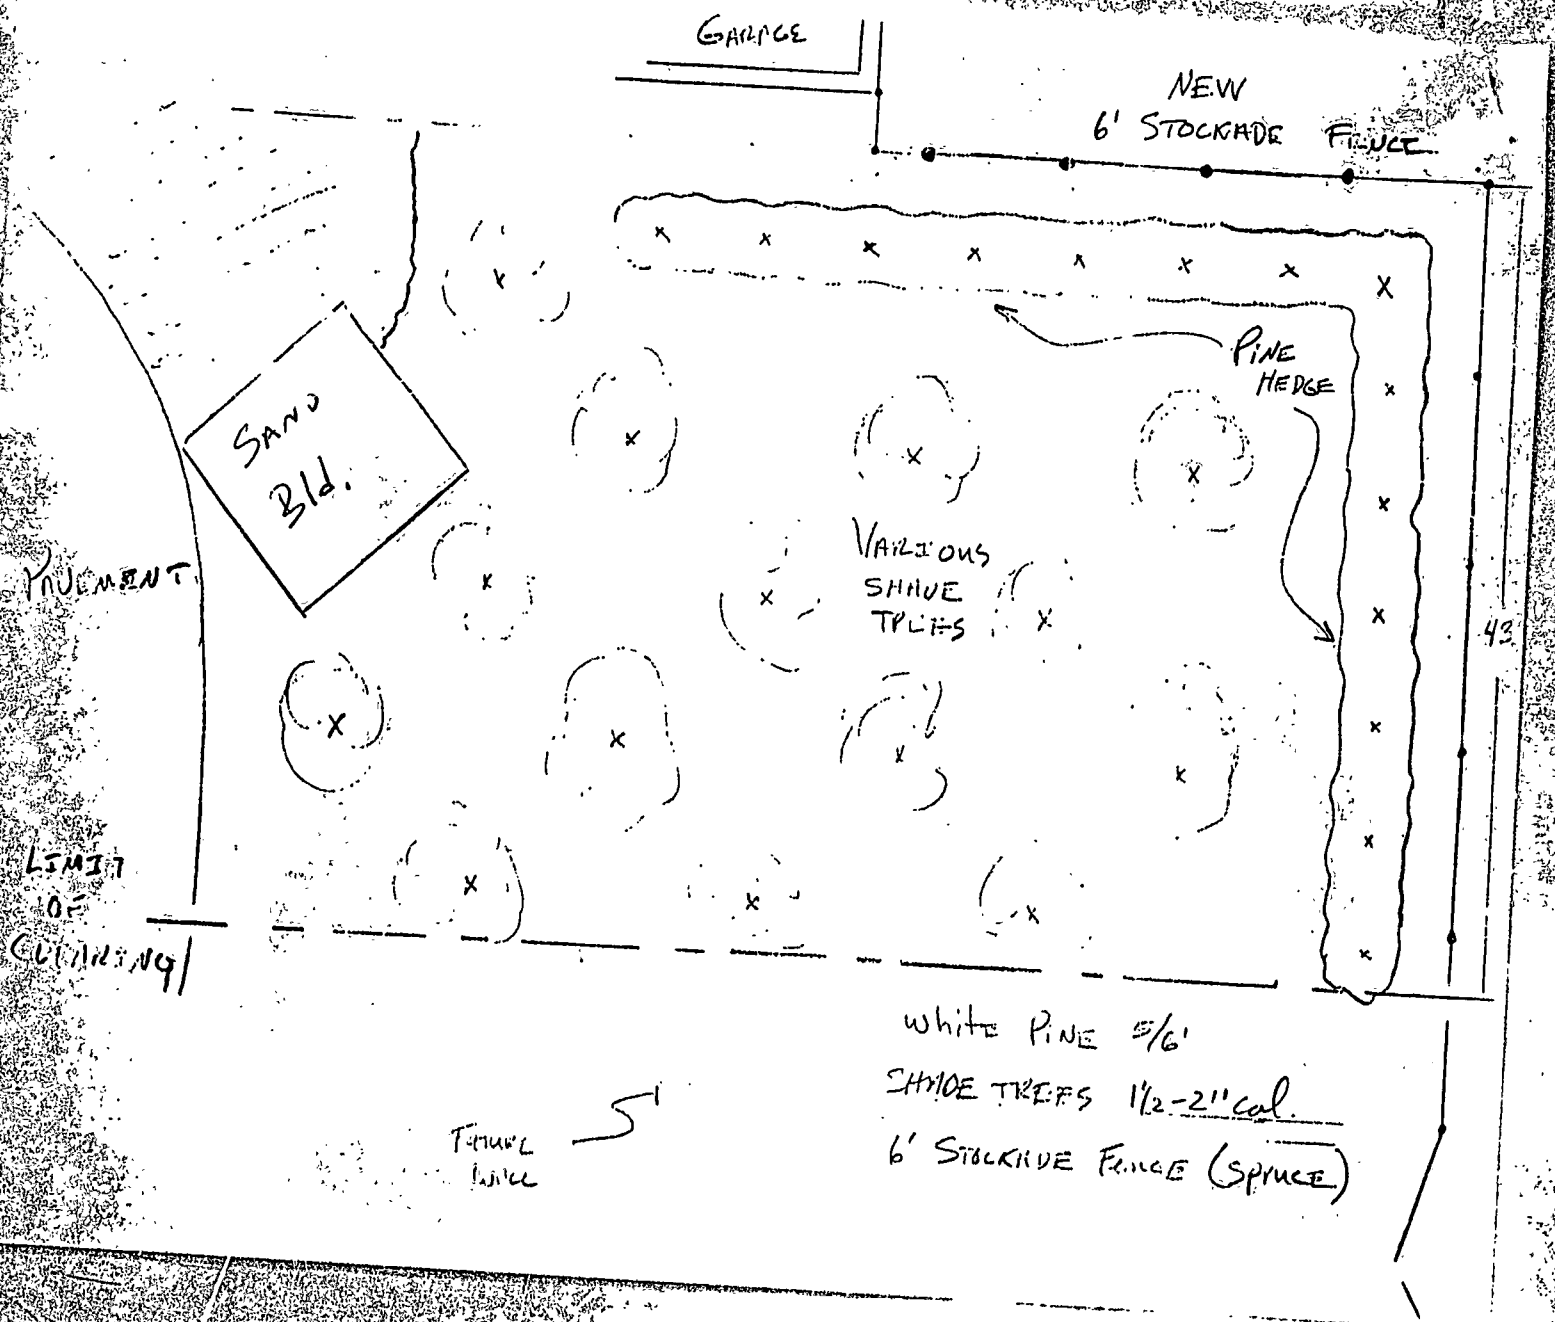 GARAGE
NEW
6' STOCKADE FENCE
PINE
HEDGE
SAND
Bld.
VARIOUS
SHADE
TREES
PAVEMENT
43
LIMIT
OF
CLEARING
White PINE 5/6'
SHADE TREES 1½-2" cal.
6' STOCKADE FENCE (Spruce)